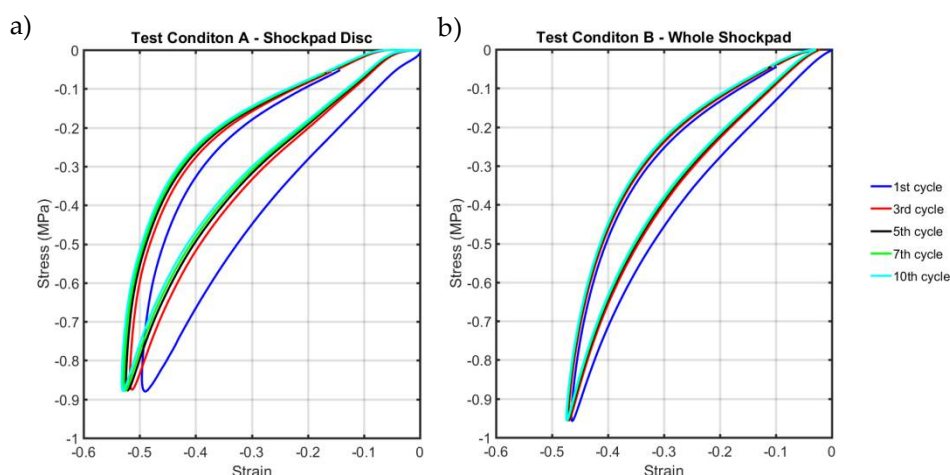 a)
Test Conditon A - Shockpad Disc
0
-0.1
-0.2
-0.3
-0.4
-0.5
-0.6
-0.7
-0.8
-0.9
-1
Stress (MPa)
-0.6
-0.5
-0.4
-0.3
-0.2
-0.1
0
Strain
b)
Test Conditon B - Whole Shockpad
0
-0.1
-0.2
-0.3
-0.4
-0.5
-0.6
-0.7
-0.8
-0.9
-1
Stress (MPa)
-0.6
-0.5
-0.4
-0.3
-0.2
-0.1
0
Strain
1st cycle
3rd cycle
5th cycle
7th cycle
10th cycle